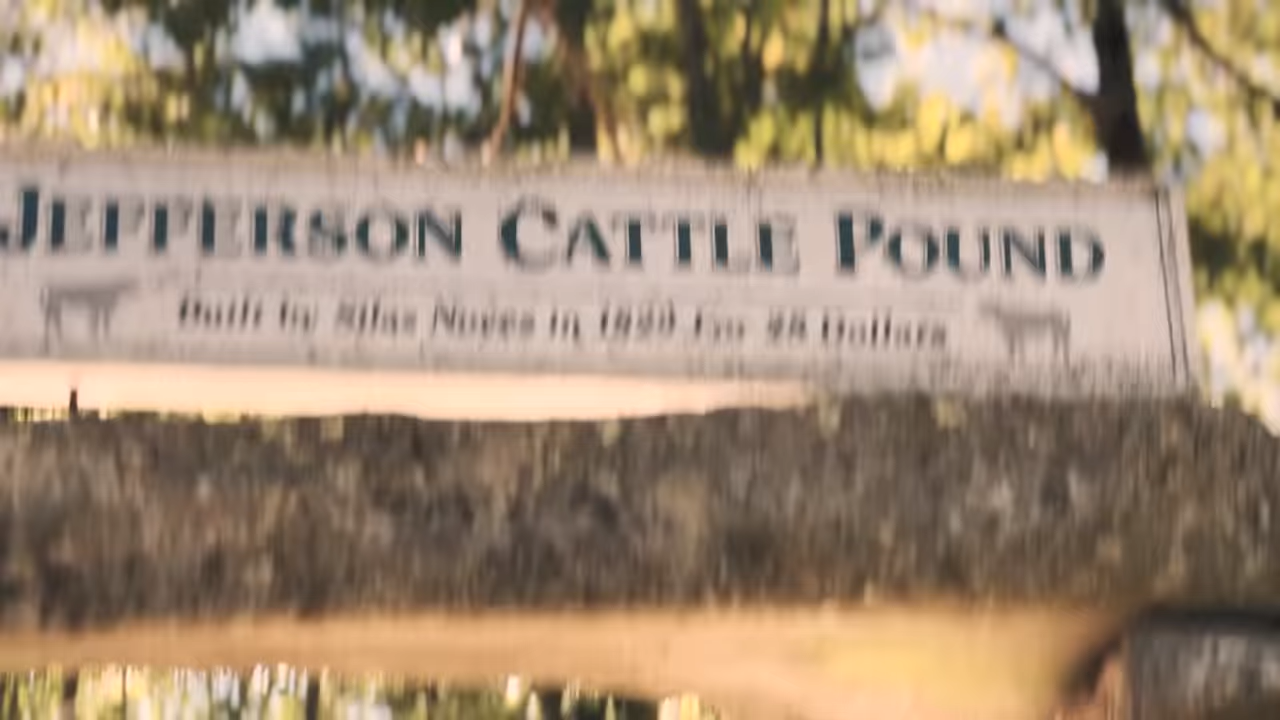 JEFFERSON CATTLE POUND
Built by Silas Noyes in for Dollars